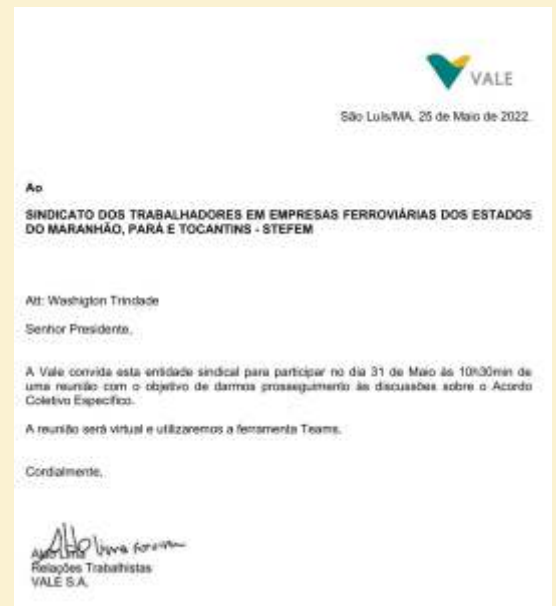 VALE
São Luís/MA, 25 de Maio de 2022.
Ao
SINDICATO DOS TRABALHADORES EM EMPRESAS FERROVIÁRIAS DOS ESTADOS
DO MARANHÃO, PARÁ E TOCANTINS - STEFEM
Att: Washigton Trindade
Senhor Presidente,
A Vale convida esta entidade sindical para participar no dia 31 de Maio às 10h30min de
uma reunião com o objetivo de darmos prosseguimento às discussões sobre o Acordo
Coletivo Específico.
A reunião será virtual e utilizaremos a ferramenta Teams.
Cordialmente,
Lima
Relações Trabalhistas
VALE S.A.